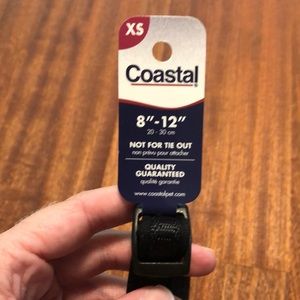 XS
Coastal®
8"-12"
20 - 30 cm
NOT FOR TIE OUT
non prévu pour attacher
QUALITY
GUARANTEED
qualité garantie
www.coastalpet.com